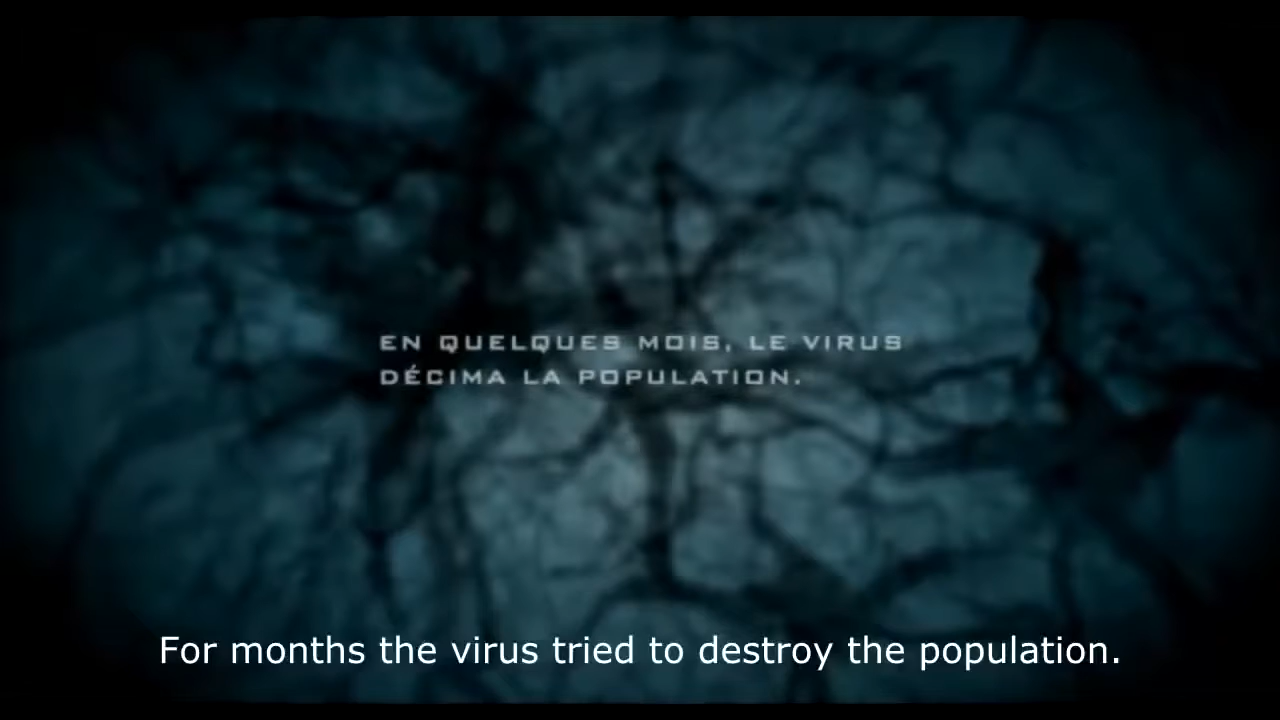 EN QUELQUES MOIS, LE VIRUS
DÉCIMA LA POPULATION.
For months the virus tried to destroy the population.